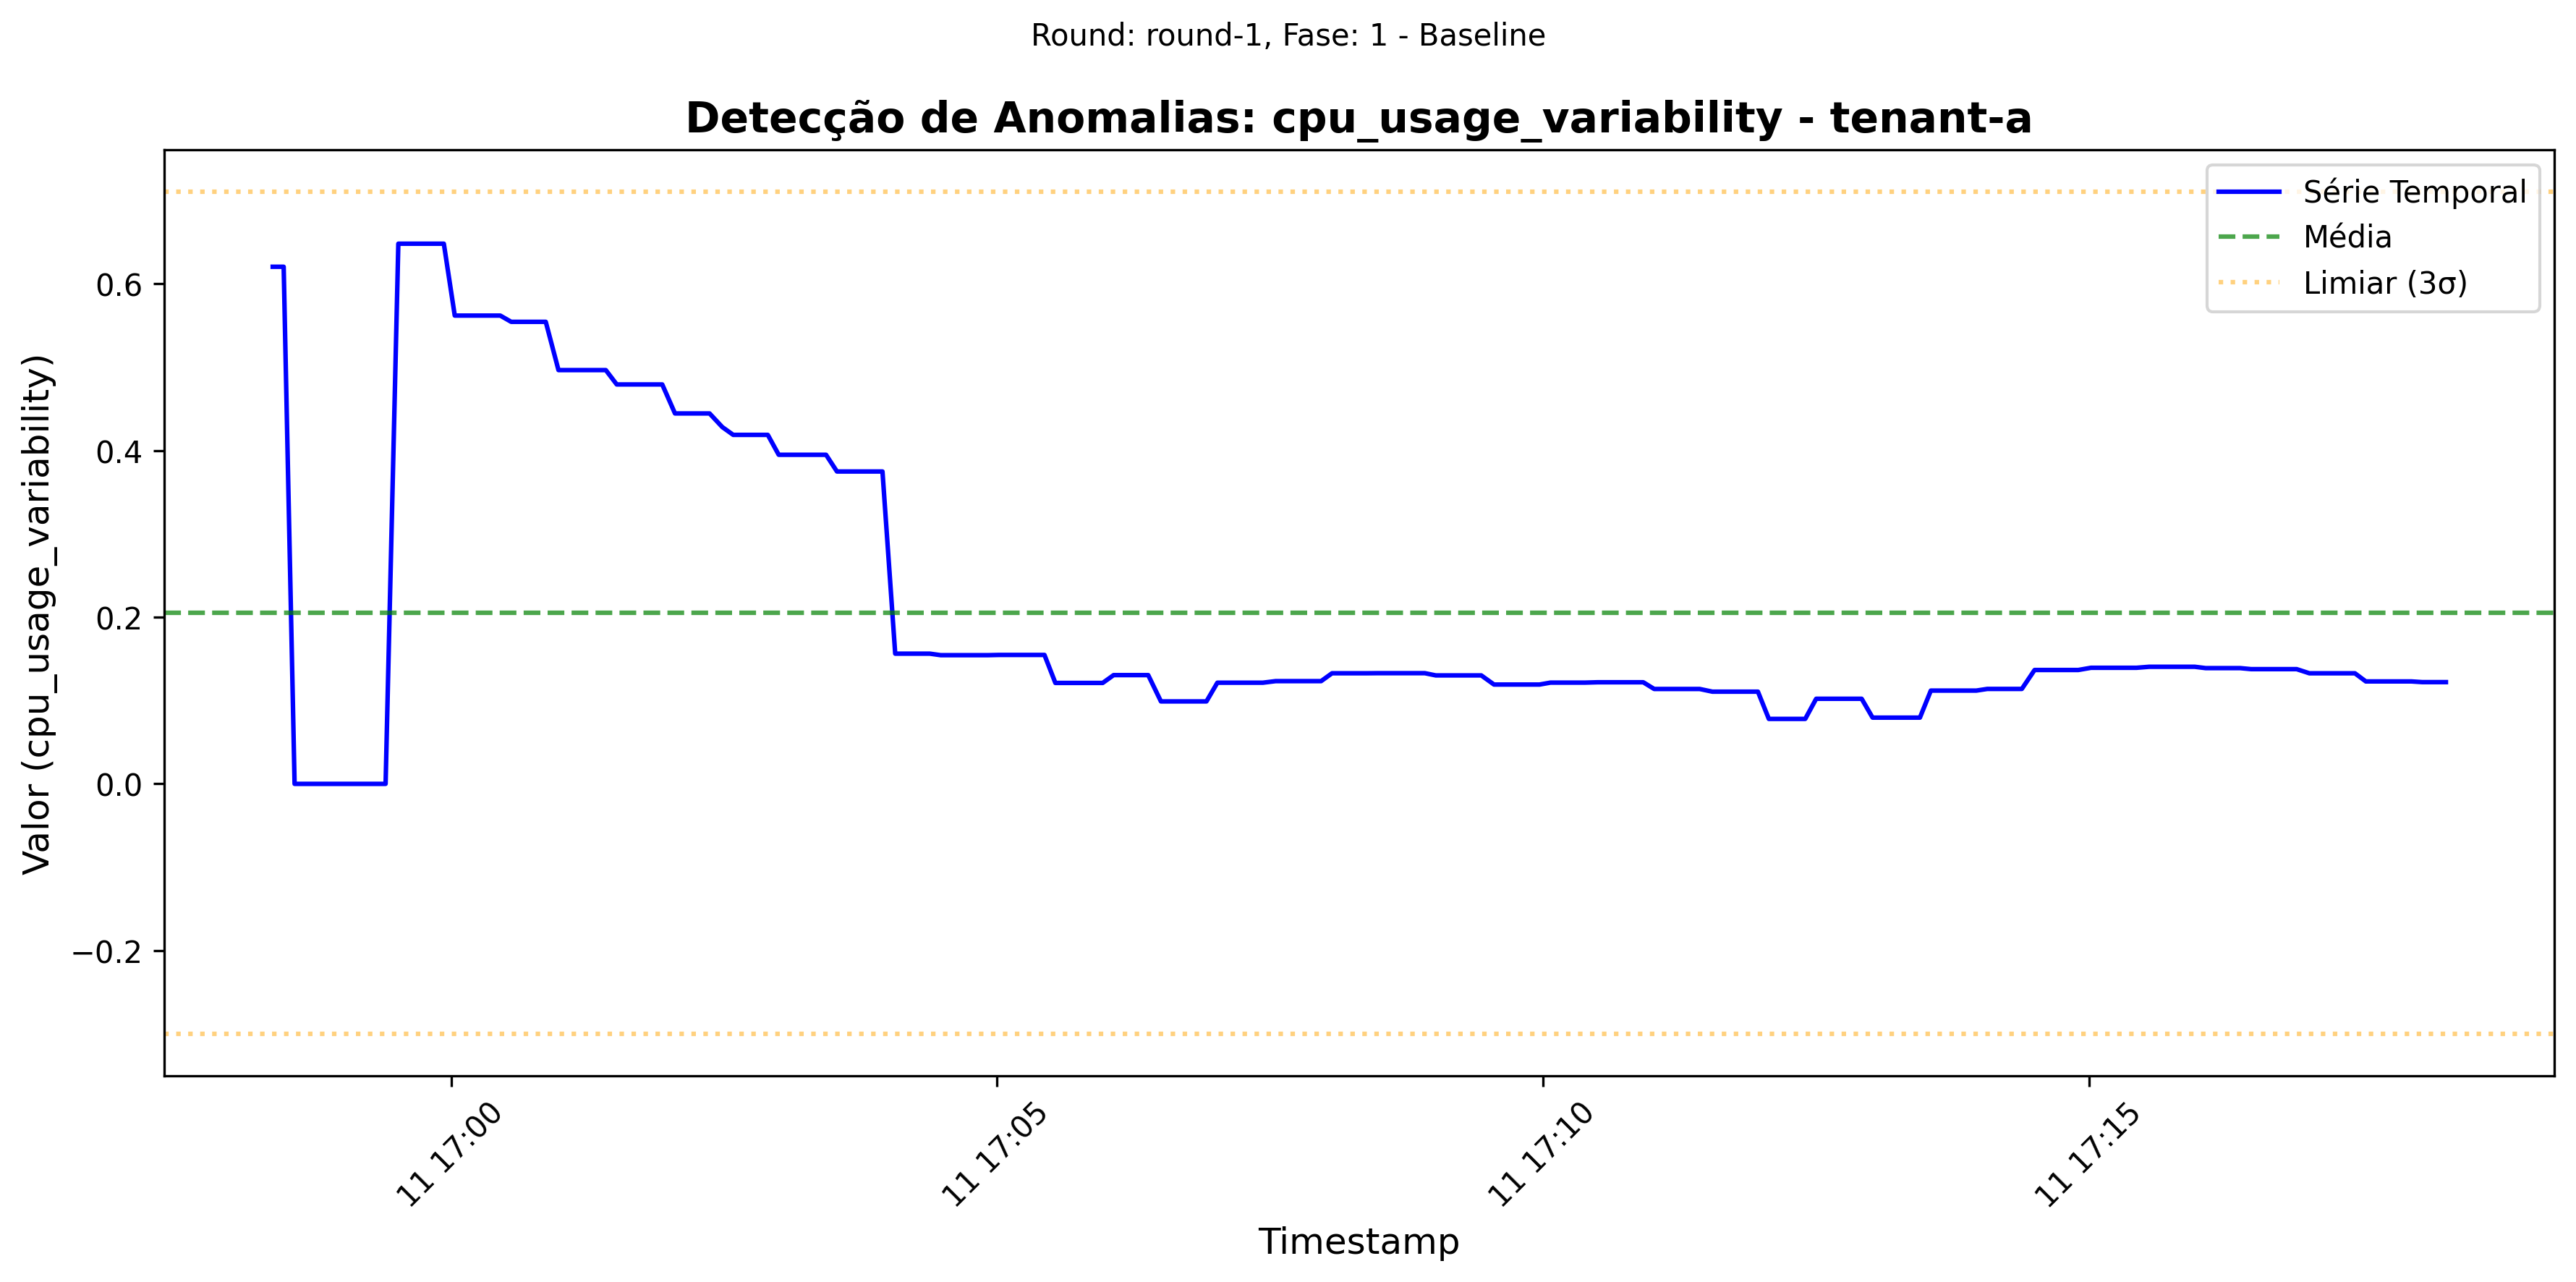 Round: round-1, Fase: 1 - Baseline
Detecção de Anomalias: cpu_usage_variability - tenant-a
Série Temporal
Média
Limiar (3σ)
Valor (cpu_usage_variability)
0.6
0.4
0.2
0.0
−0.2
11 17:00
11 17:05
11 17:10
11 17:15
Timestamp